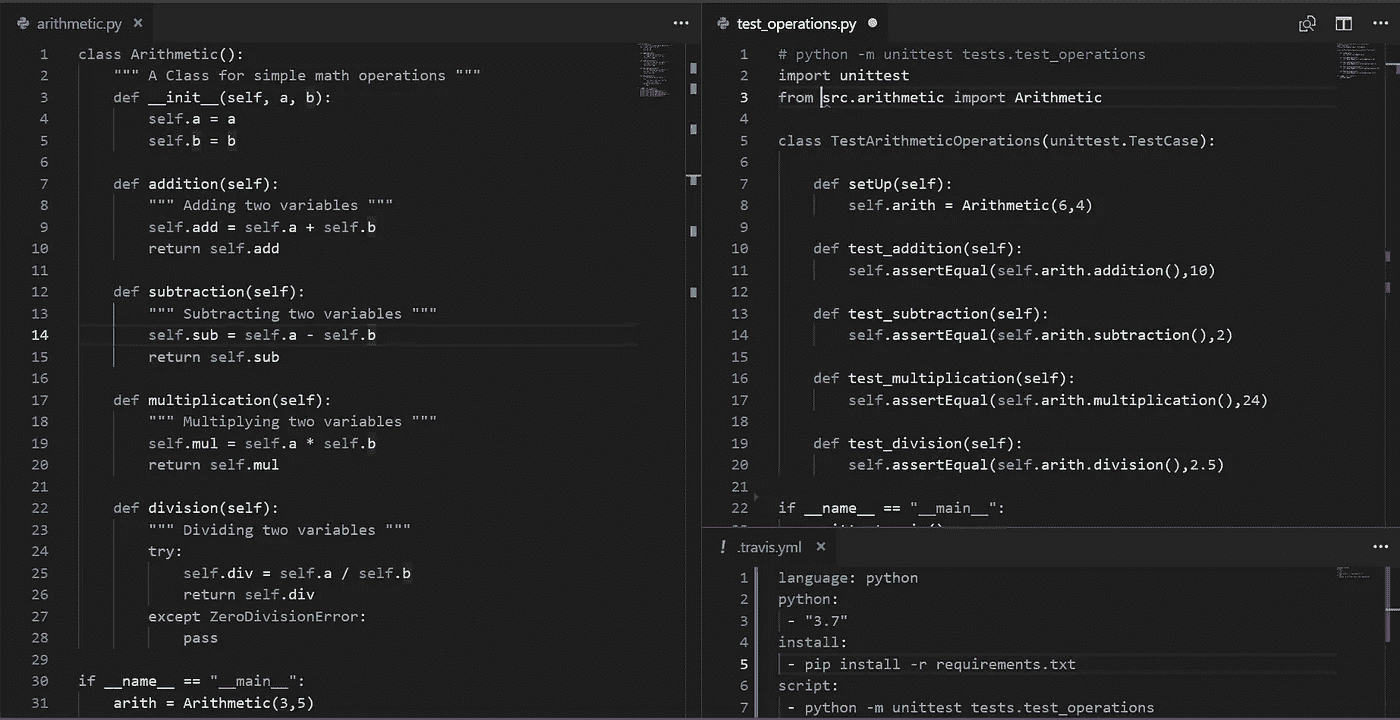 arithmetic.py
1 class Arithmetic():
2 """ A Class for simple math operations """
3 def __init__(self, a, b):
4 self.a = a
5 self.b = b
6
7 def addition(self):
8 """ Adding two variables """
9 self.add = self.a + self.b
10 return self.add
11
12 def subtraction(self):
13 """ Subtracting two variables """
14 self.sub = self.a - self.b
15 return self.sub
16
17 def multiplication(self):
18 """ Multiplying two variables """
19 self.mul = self.a * self.b
20 return self.mul
21
22 def division(self):
23 """ Dividing two variables """
24 try:
25 self.div = self.a / self.b
26 return self.div
27 except ZeroDivisionError:
28 pass
29
30 if __name__ == "__main__":
31 arith = Arithmetic(3,5)
test_operations.py
1 # python -m unittest tests.test_operations
2 import unittest
3 from src.arithmetic import Arithmetic
4
5 class TestArithmeticOperations(unittest.TestCase):
6
7 def setUp(self):
8 self.arith = Arithmetic(6,4)
9
10 def test_addition(self):
11 self.assertEqual(self.arith.addition(),10)
12
13 def test_subtraction(self):
14 self.assertEqual(self.arith.subtraction(),2)
15
16 def test_multiplication(self):
17 self.assertEqual(self.arith.multiplication(),24)
18
19 def test_division(self):
20 self.assertEqual(self.arith.division(),2.5)
21
22 if __name__ == "__main__":
! .travis.yml
1 language: python
2 python:
3 - "3.7"
4 install:
5 - pip install -r requirements.txt
6 script:
7 - python -m unittest tests.test_operations